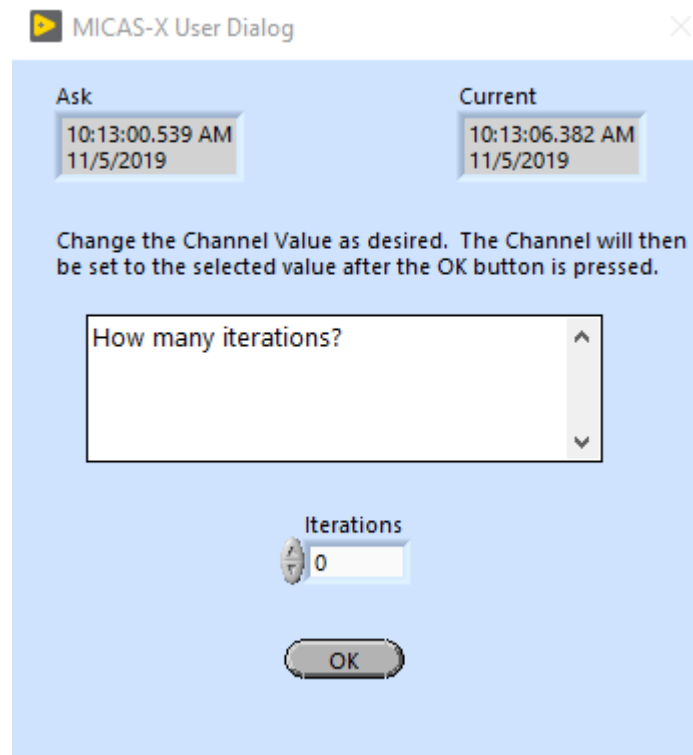 MICAS-X User Dialog
Ask
Current
10:13:00.539 AM
11/5/2019
10:13:06.382 AM
11/5/2019
Change the Channel Value as desired.  The Channel will then
be set to the selected value after the OK button is pressed.
How many iterations?
Iterations
0
OK